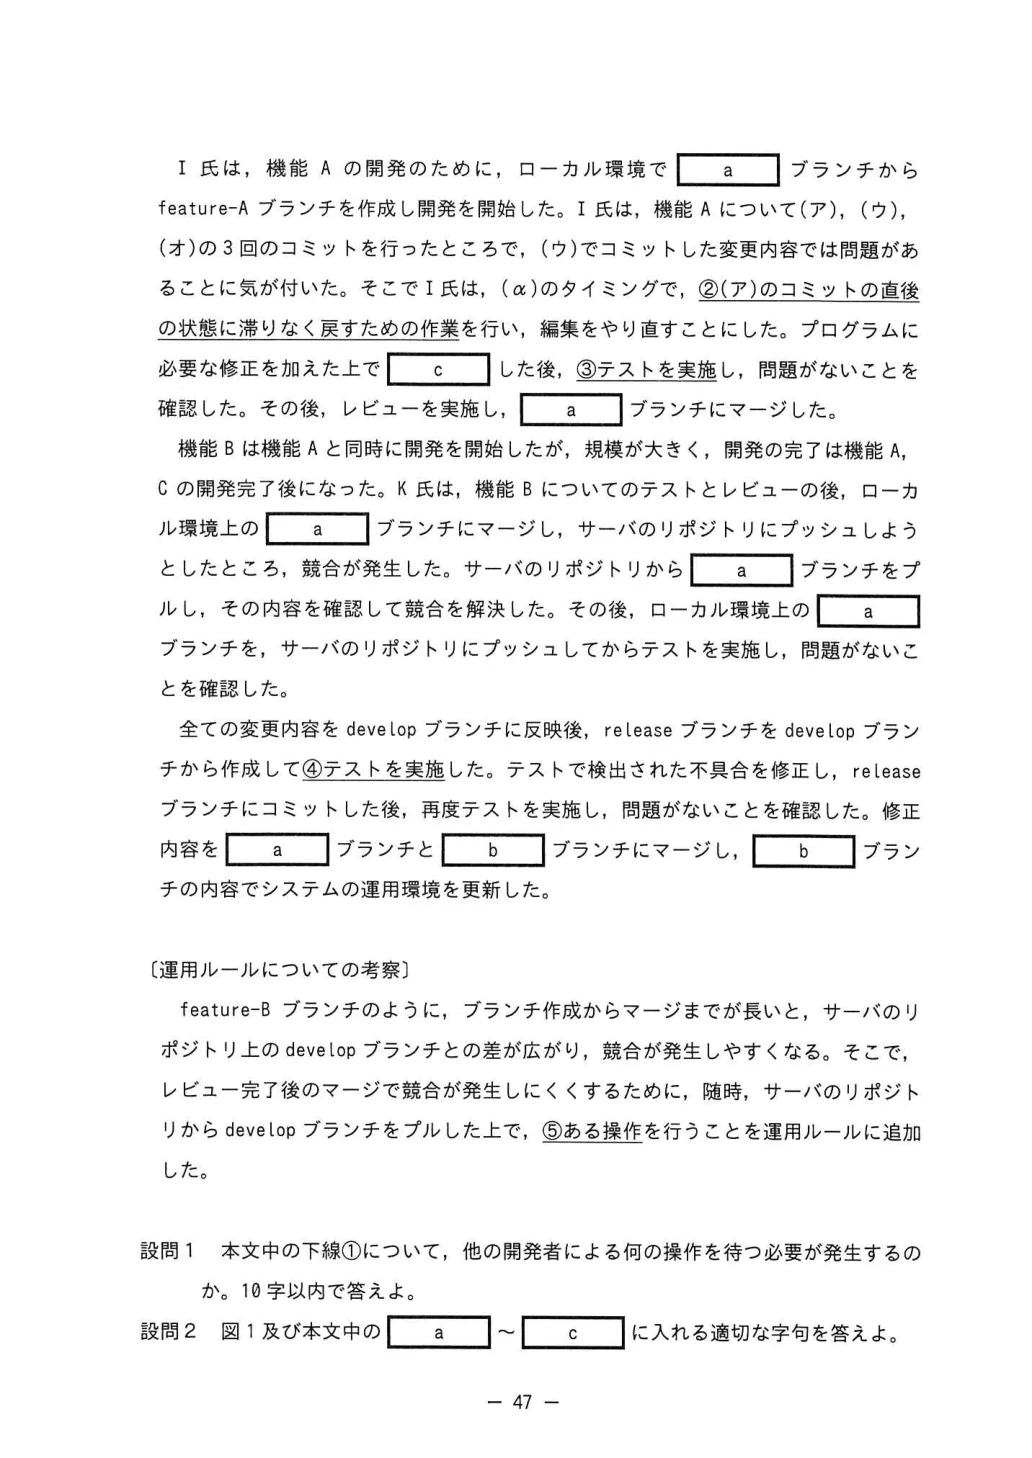 I 氏は，機能 A の開発のために，ローカル環境で a ブランチから
feature-A ブランチを作成し開発を開始した。I 氏は，機能 A について(ア)，(ウ)，
(オ)の 3 回のコミットを行ったところで，(ウ)でコミットした変更内容では問題があ
ることに気が付いた。そこで I 氏は，(α)のタイミングで，②(ア)のコミットの直後
の状態に滞りなく戻すための作業を行い，編集をやり直すことにした。プログラムに
必要な修正を加えた上で c した後，③テストを実施し，問題がないことを
確認した。その後，レビューを実施し， a ブランチにマージした。
機能 B は機能 A と同時に開発を開始したが，規模が大きく，開発の完了は機能 A，
C の開発完了後になった。K 氏は，機能 B についてのテストとレビューの後，ローカ
ル環境上の a ブランチにマージし，サーバのリポジトリにプッシュしよう
としたところ，競合が発生した。サーバのリポジトリから a ブランチをプ
ルし，その内容を確認して競合を解決した。その後，ローカル環境上の a
ブランチを，サーバのリポジトリにプッシュしてからテストを実施し，問題がないこ
とを確認した。
全ての変更内容を develop ブランチに反映後，release ブランチを develop ブラン
チから作成して④テストを実施した。テストで検出された不具合を修正し，release
ブランチにコミットした後，再度テストを実施し，問題がないことを確認した。修正
内容を a ブランチと b ブランチにマージし， b ブラン
チの内容でシステムの運用環境を更新した。
〔運用ルールについての考察〕
feature-B ブランチのように，ブランチ作成からマージまでが長いと，サーバのリ
ポジトリ上の develop ブランチとの差が広がり，競合が発生しやすくなる。そこで，
レビュー完了後のマージで競合が発生しにくくするために，随時，サーバのリポジト
リから develop ブランチをプルした上で，⑤ある操作を行うことを運用ルールに追加
した。
設問 1 本文中の下線①について，他の開発者による何の操作を待つ必要が発生するの
か。10 字以内で答えよ。
設問 2 図 1 及び本文中の a ～ c に入れる適切な字句を答えよ。
－ 47 －